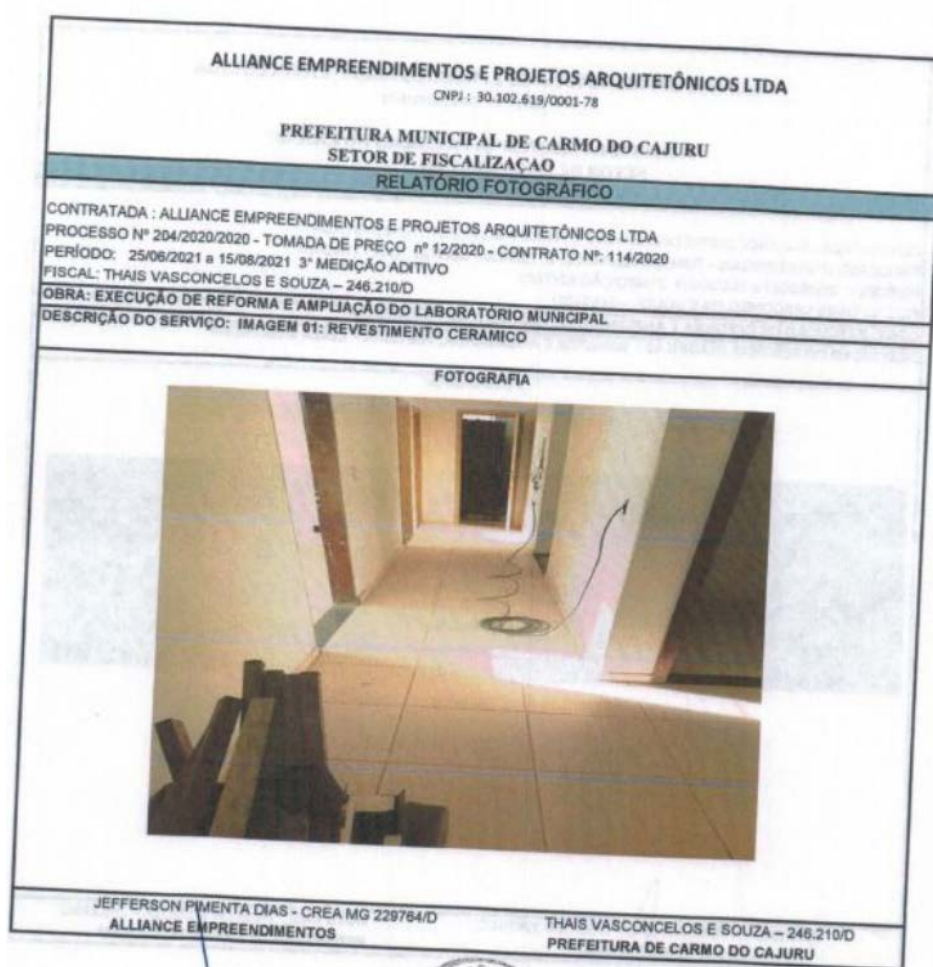 ALLIANCE EMPREENDIMENTOS E PROJETOS ARQUITETÔNICOS LTDA
CNPJ : 30.102.619/0001-78
PREFEITURA MUNICIPAL DE CARMO DO CAJURU
SETOR DE FISCALIZAÇAO
RELATÓRIO FOTOGRÁFICO
CONTRATADA : ALLIANCE EMPREENDIMENTOS E PROJETOS ARQUITETÔNICOS LTDA
PROCESSO Nº 204/2020/2020 - TOMADA DE PREÇO nº 12/2020 - CONTRATO Nº: 114/2020
PERÍODO: 25/06/2021 a 15/08/2021 3ª MEDIÇÃO ADITIVO
FISCAL: THAIS VASCONCELOS E SOUZA – 246.210/D
OBRA: EXECUÇÃO DE REFORMA E AMPLIAÇÃO DO LABORATÓRIO MUNICIPAL
DESCRIÇÃO DO SERVIÇO: IMAGEM 01: REVESTIMENTO CERAMICO
FOTOGRAFIA
JEFFERSON PIMENTA DIAS - CREA MG 229764/D
ALLIANCE EMPREENDIMENTOS
THAIS VASCONCELOS E SOUZA – 246.210/D
PREFEITURA DE CARMO DO CAJURU